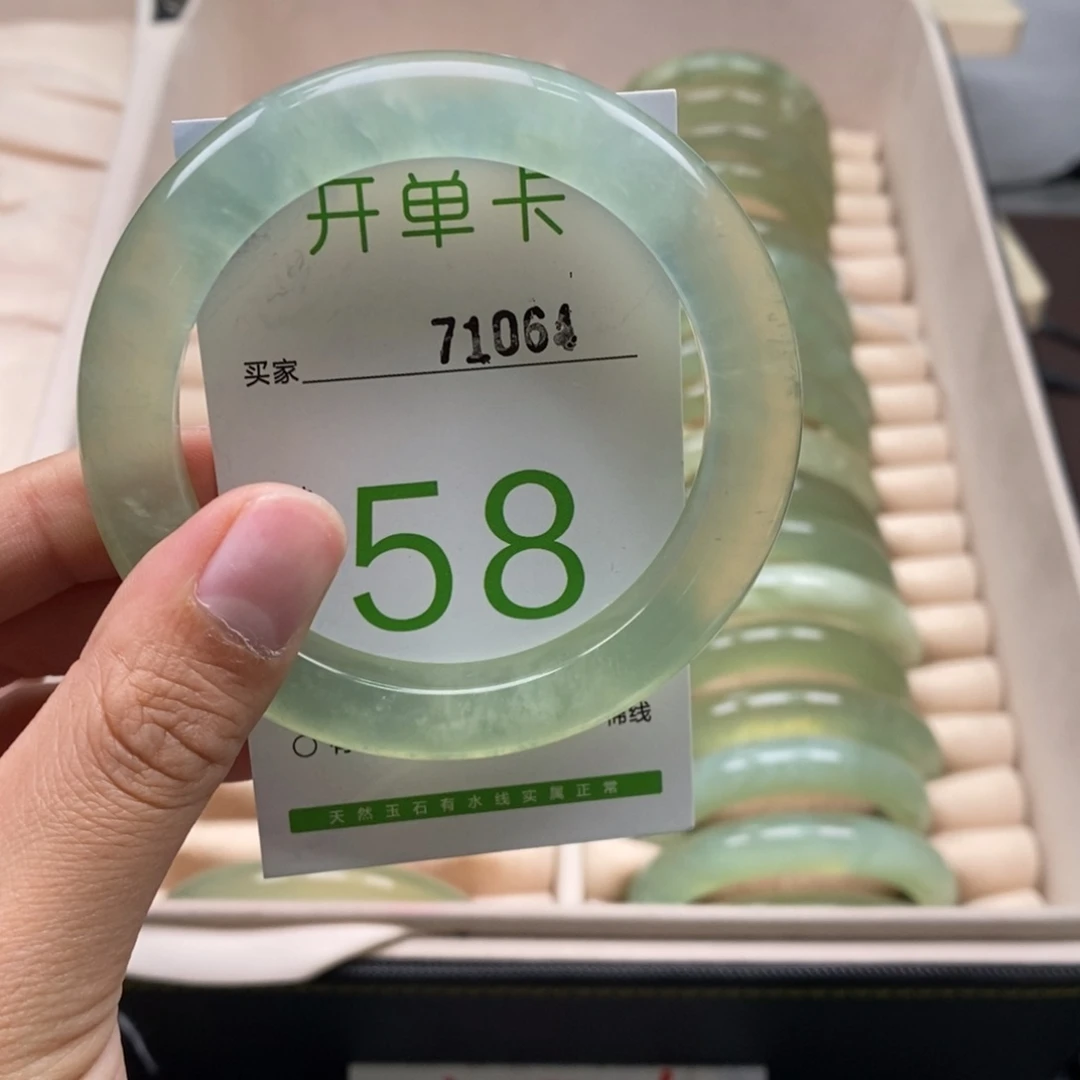 开单卡
买家 71064
58
天然玉石有水线实属正常